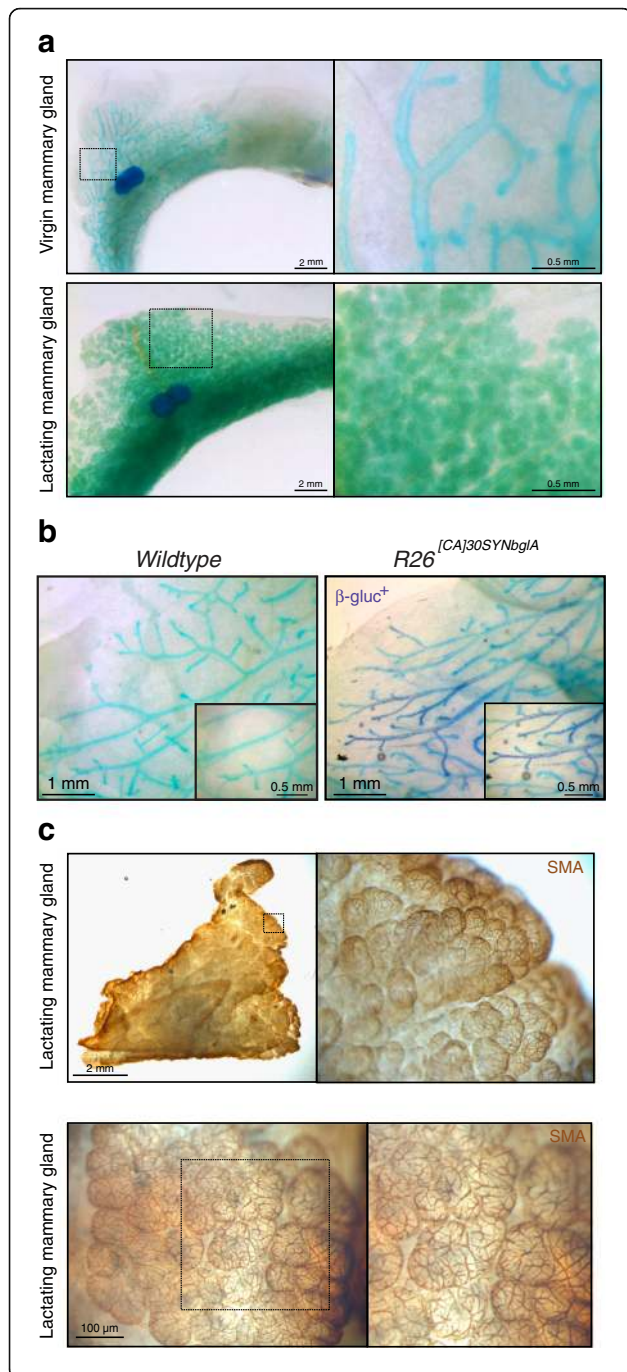 a
Virgin mammary gland
2 mm
0.5 mm
Lactating mammary gland
2 mm
0.5 mm
b
Wildtype
R26[CA]30SYNbglA
β-gluc+
1 mm
0.5 mm
1 mm
0.5 mm
c
Lactating mammary gland
SMA
2 mm
Lactating mammary gland
SMA
100 µm